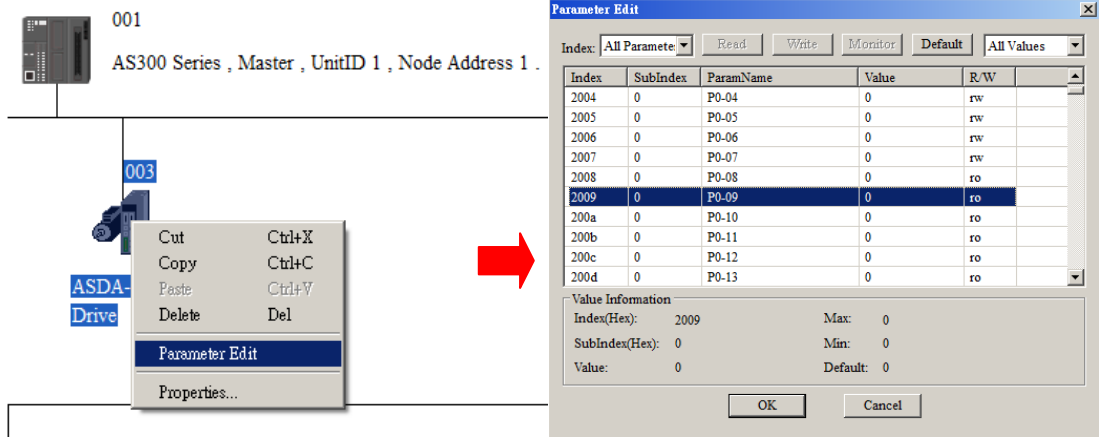 001
AS300 Series , Master , UnitID 1 , Node Address 1 .
003
ASDA-
Drive
Cut Ctrl+X
Copy Ctrl+C
Paste Ctrl+V
Delete Del
Parameter Edit
Properties...
Parameter Edit
Index: All Paramete Read Write Monitor Default All Values
Index SubIndex ParamName Value R/W
2004 0 P0-04 0 rw
2005 0 P0-05 0 rw
2006 0 P0-06 0 rw
2007 0 P0-07 0 rw
2008 0 P0-08 0 ro
2009 0 P0-09 0 ro
200a 0 P0-10 0 ro
200b 0 P0-11 0 ro
200c 0 P0-12 0 ro
200d 0 P0-13 0 ro
Value Information
Index(Hex): 2009 Max: 0
SubIndex(Hex): 0 Min: 0
Value: 0 Default: 0
OK Cancel